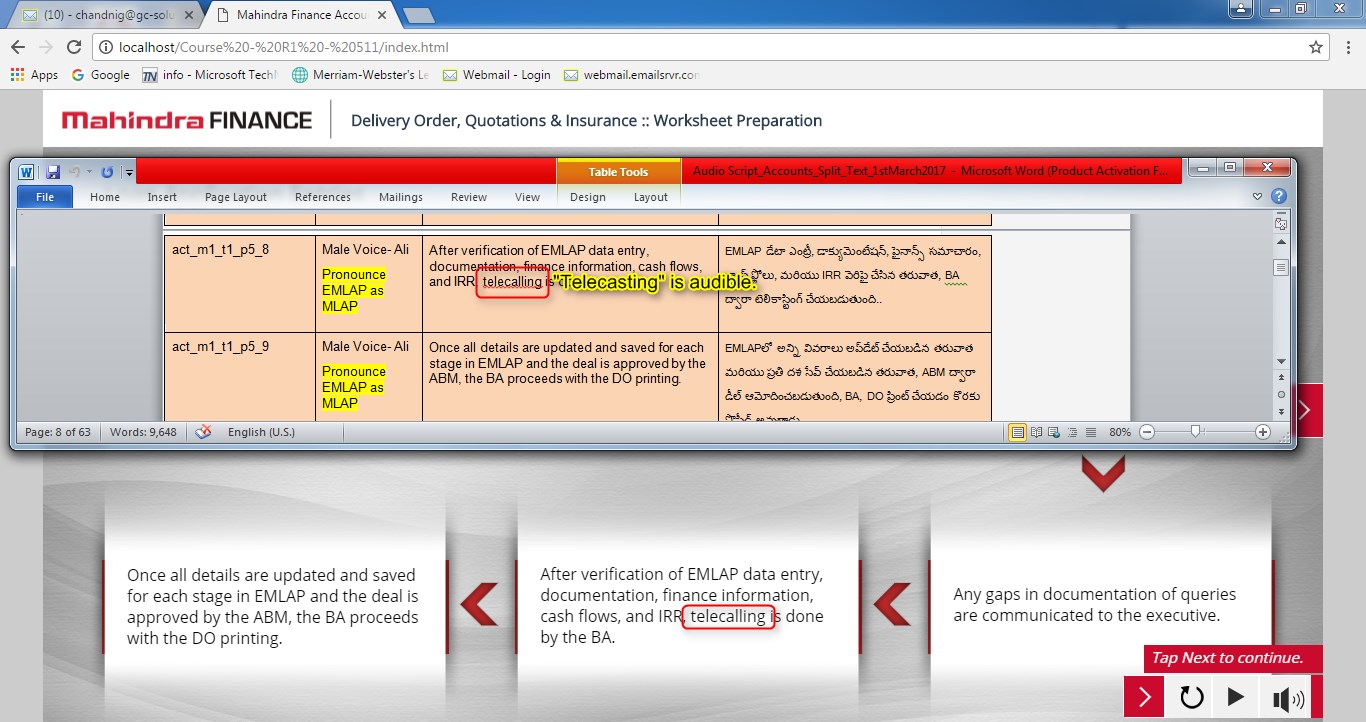 (10) - chandnig@gc-solu
Mahindra Finance Accou
localhost/Course%20-%20R1%20-%20511/index.html
Apps
Google
info - Microsoft Tech
Merriam-Webster's Le
Webmail - Login
webmail.emailsrvr.com
Mahindra FINANCE
Delivery Order, Quotations & Insurance :: Worksheet Preparation
Table Tools
Audio Script_Accounts_Split_Text_1stMarch2017 - Microsoft Word (Product Activation F...
File
Home
Insert
Page Layout
References
Mailings
Review
View
Design
Layout
act_m1_t1_p5_8
Male Voice- Ali
Pronounce
EMLAP as
MLAP
After verification of EMLAP data entry,
documentation, finance information, cash flows,
and IRR, telecalling is
"Telecasting" is audible.
EMLAP డేటా ఎంట్రీ, డాక్యుమెంటేషన్, ఫైనాన్స్ సమాచారం,
మరియు IRR వెరిఫై చేసిన తరువాత, BA
ద్వారా టెలికాస్టింగ్ చేయబడుతుంది..
act_m1_t1_p5_9
Male Voice- Ali
Pronounce
EMLAP as
MLAP
Once all details are updated and saved for each
stage in EMLAP and the deal is approved by the
ABM, the BA proceeds with the DO printing.
EMLAPలో అన్ని వివరాలు అప్‌డేట్ చేయబడిన తరువాత
మరియు ప్రతి దశ సేవ్ చేయబడిన తరువాత, ABM ద్వారా
డీల్ ఆమోదించబడుతుంది, BA, DO ప్రింట్ చేయడం కొరకు
Page: 8 of 63
Words: 9,648
English (U.S.)
80%
Once all details are updated and saved
for each stage in EMLAP and the deal is
approved by the ABM, the BA proceeds
with the DO printing.
After verification of EMLAP data entry,
documentation, finance information,
cash flows, and IRR, telecalling is done
by the BA.
Any gaps in documentation of queries
are communicated to the executive.
Tap Next to continue.